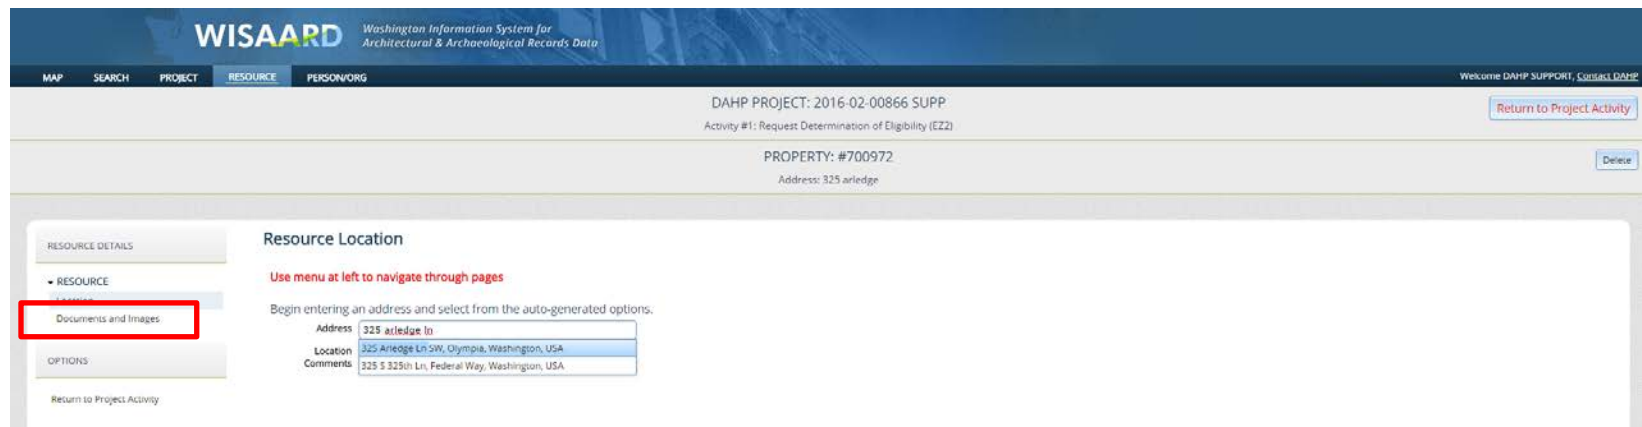 WISAARD Washington Information System for
Architectural & Archaeological Records Data
MAP SEARCH PROJECT RESOURCE PERSON/ORG Welcome DAHP SUPPORT, Contact DAHP
DAHP PROJECT: 2016-02-00866 SUPP
Return to Project Activity
Activity #1: Request Determination of Eligibility (EZ2)
PROPERTY: #700972
Delete
Address: 325 arledge
RESOURCE DETAILS
Resource Location
RESOURCE
Use menu at left to navigate through pages
Location
Documents and Images
Begin entering an address and select from the auto-generated options.
Address 325 arledge ln
Location Comments
325 Arledge Ln SW, Olympia, Washington, USA
325 S 325th Ln, Federal Way, Washington, USA
OPTIONS
Return to Project Activity